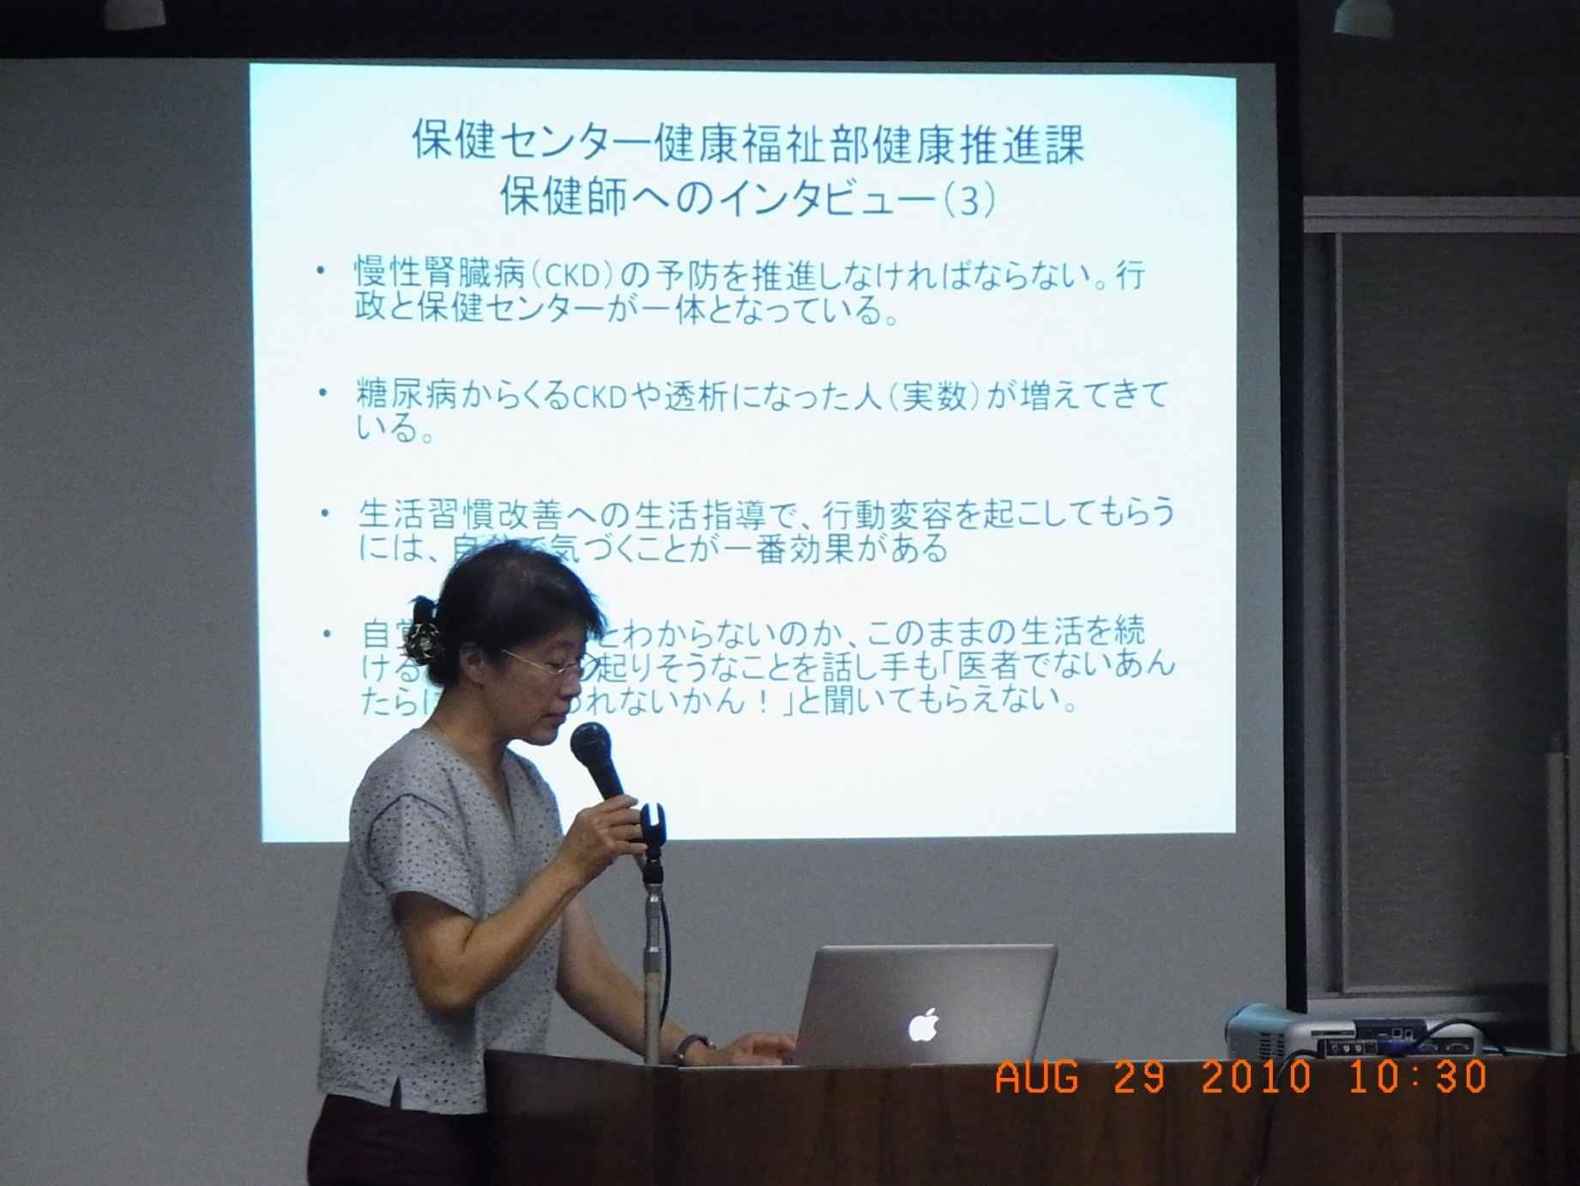 保健センター健康福祉部健康推進課
保健師へのインタビュー(3)
• 慢性腎臓病(CKD)の予防を推進しなければならない。行
政と保健センターが一体となっている。
• 糖尿病からくるCKDや透析になった人(実数)が増えてきて
いる。
• 生活習慣改善への生活指導で、行動変容を起こしてもらう
には、自分で気づくことが一番効果がある
• 自覚 とわからないのか、このままの生活を続
ける の起りそうなことを話し手も「医者でないあん
たらに われないかん!」と聞いてもらえない。
AUG 29 2010 10:30